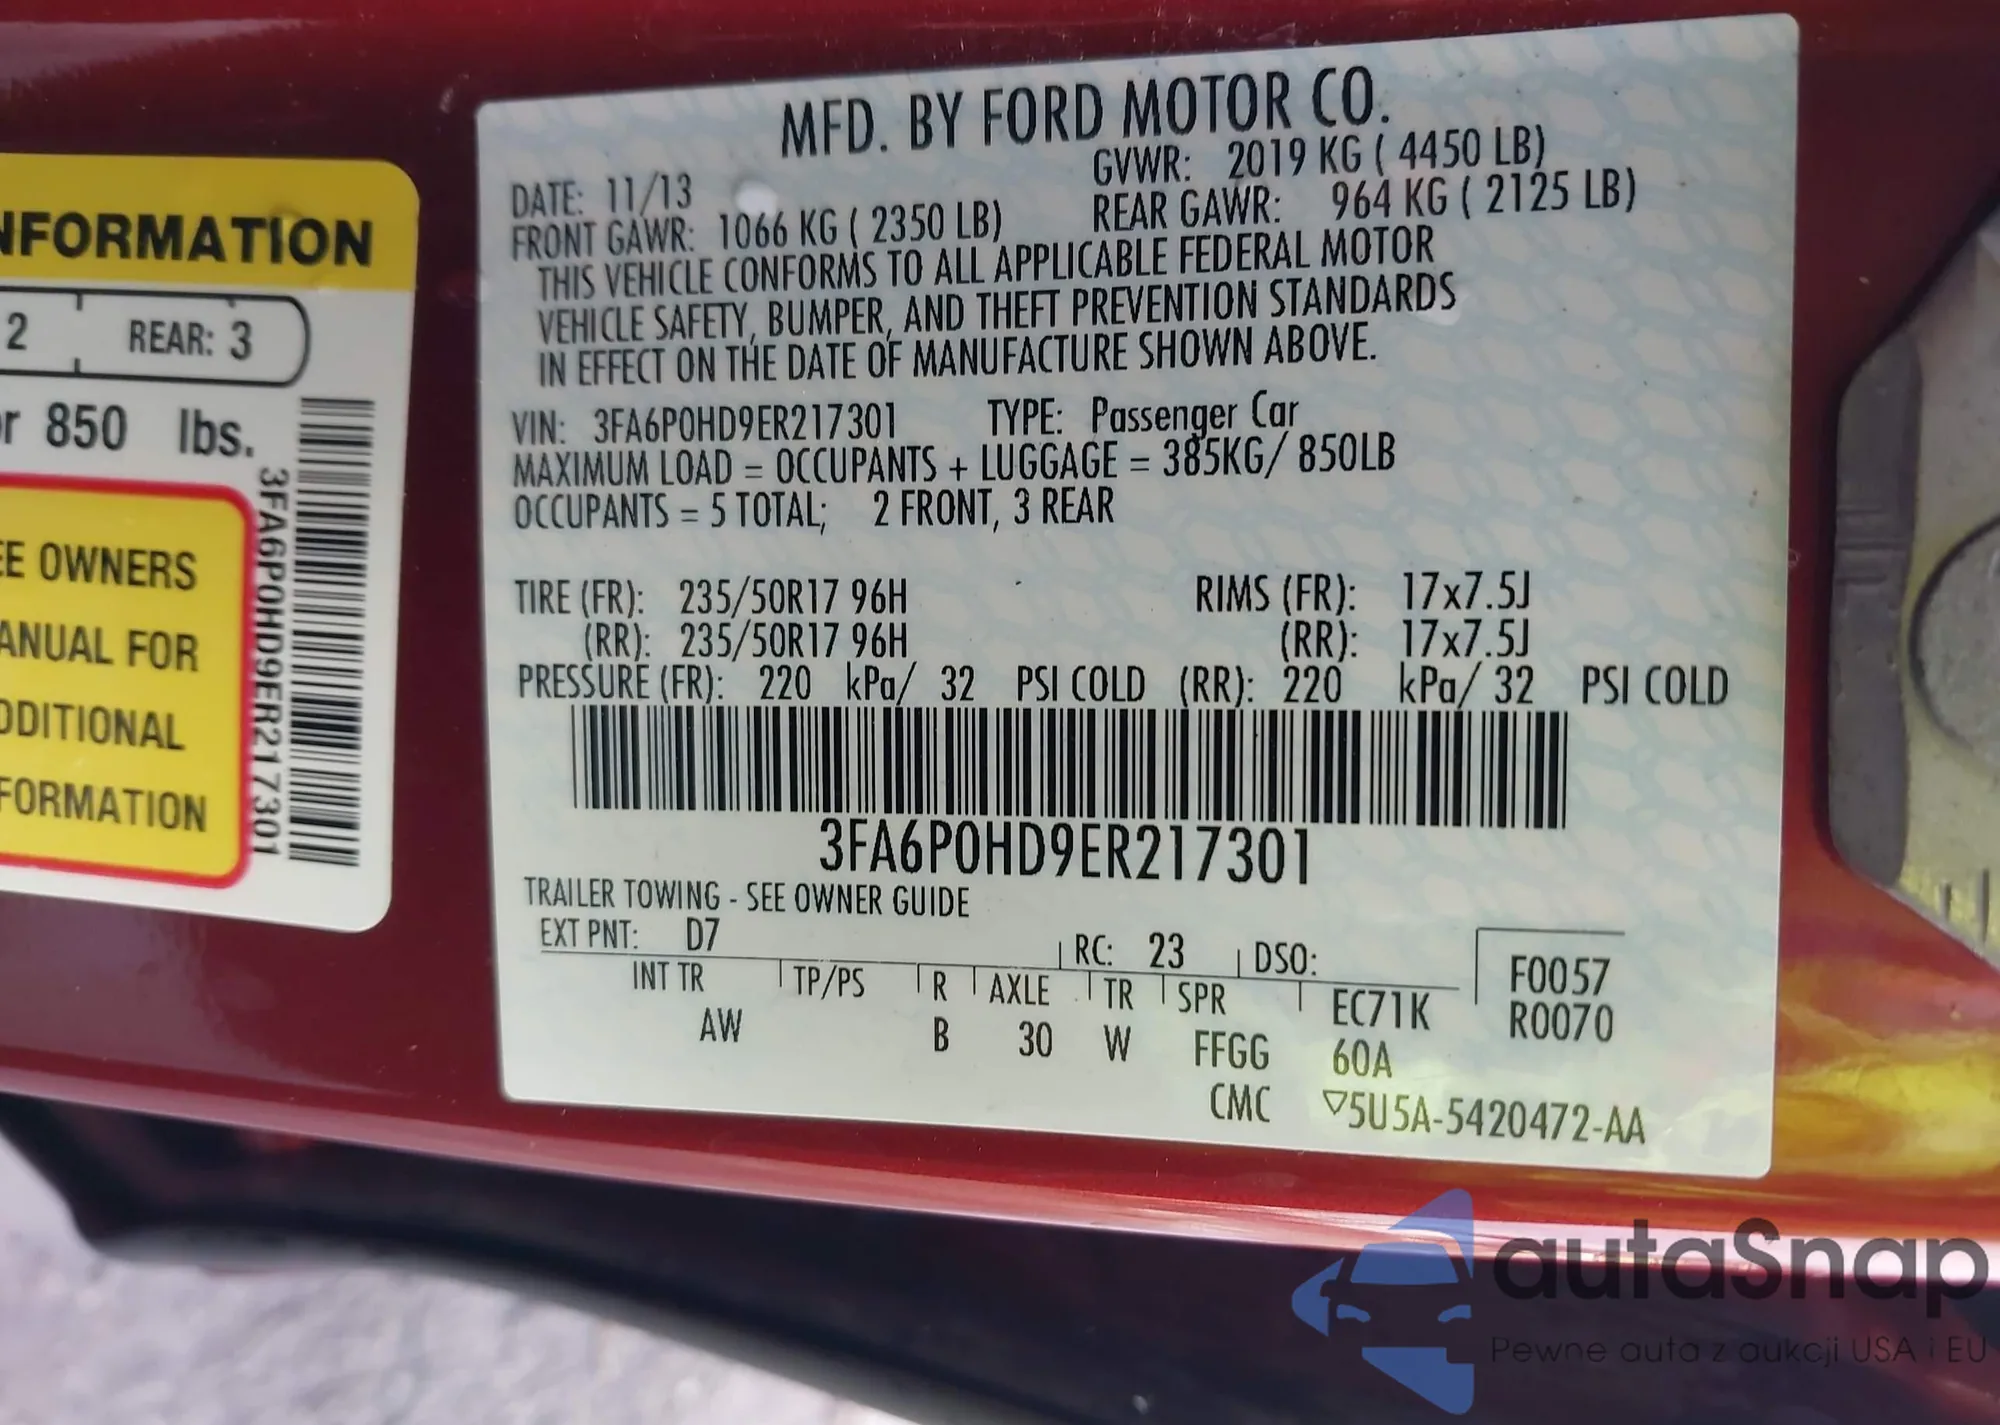 NFORMATION
2 REAR: 3
r 850 lbs.
EE OWNERS
ANUAL FOR
DDITIONAL
FORMATION
3FA6P0HD9ER217301
MFD. BY FORD MOTOR CO.
DATE: 11/13 GVWR: 2019 KG ( 4450 LB)
FRONT GAWR: 1066 KG ( 2350 LB) REAR GAWR: 964 KG ( 2125 LB)
THIS VEHICLE CONFORMS TO ALL APPLICABLE FEDERAL MOTOR
VEHICLE SAFETY, BUMPER, AND THEFT PREVENTION STANDARDS
IN EFFECT ON THE DATE OF MANUFACTURE SHOWN ABOVE.
VIN: 3FA6P0HD9ER217301 TYPE: Passenger Car
MAXIMUM LOAD = OCCUPANTS + LUGGAGE = 385KG/ 850LB
OCCUPANTS = 5 TOTAL; 2 FRONT, 3 REAR
TIRE (FR): 235/50R17 96H RIMS (FR): 17x7.5J
(RR): 235/50R17 96H (RR): 17x7.5J
PRESSURE (FR): 220 kPa/ 32 PSI COLD (RR): 220 kPa/ 32 PSI COLD
3FA6P0HD9ER217301
TRAILER TOWING - SEE OWNER GUIDE
EXT PNT: D7 RC: 23 DSO: F0057
INT TR TP/PS R AXLE TR SPR EC71K R0070
AW B 30 W FFGG 60A
CMC ▽5U5A-5420472-AA
autaSnap
Pewne auta z aukcji USA i EU